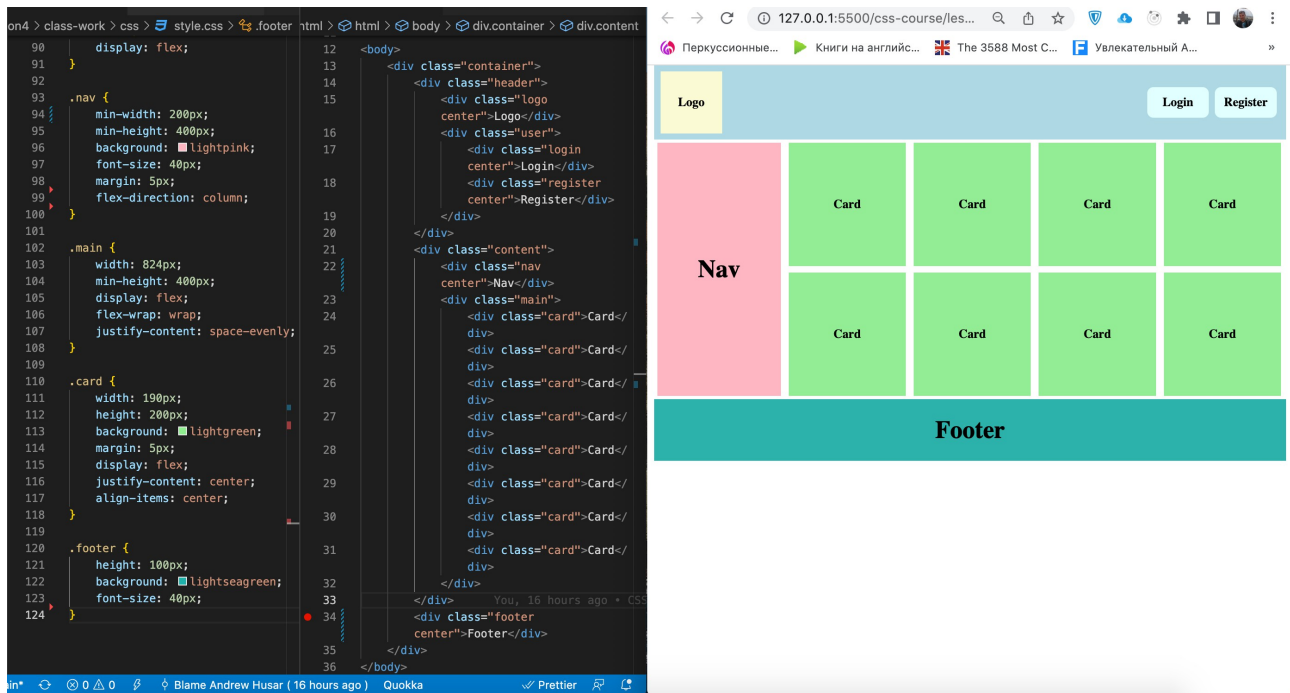 on4 > class-work > css > style.css > .footer
90 display: flex;
91 }
92
93 .nav {
94 min-width: 200px;
95 min-height: 400px;
96 background: lightpink;
97 font-size: 40px;
98 margin: 5px;
99 flex-direction: column;
100 }
101
102 .main {
103 width: 824px;
104 min-height: 400px;
105 display: flex;
106 flex-wrap: wrap;
107 justify-content: space-evenly;
108 }
109
110 .card {
111 width: 190px;
112 height: 200px;
113 background: lightgreen;
114 margin: 5px;
115 display: flex;
116 justify-content: center;
117 align-items: center;
118 }
119
120 .footer {
121 height: 100px;
122 background: lightseagreen;
123 font-size: 40px;
124 }
html > html > body > div.container > div.content
12 <body>
13 <div class="container">
14 <div class="header">
15 <div class="logo
center">Logo</div>
16 <div class="user">
17 <div class="login
center">Login</div>
18 <div class="register
center">Register</div>
19 </div>
20 </div>
21 <div class="content">
22 <div class="nav
center">Nav</div>
23 <div class="main">
24 <div class="card">Card</
div>
25 <div class="card">Card</
div>
26 <div class="card">Card</
div>
27 <div class="card">Card</
div>
28 <div class="card">Card</
div>
29 <div class="card">Card</
div>
30 <div class="card">Card</
div>
31 <div class="card">Card</
div>
32 </div>
33 </div> You, 16 hours ago • CSS
34 <div class="footer
center">Footer</div>
35 </div>
36 </body>
in* 0 0 Blame Andrew Husar ( 16 hours ago ) Quokka Prettier
127.0.0.1:5500/css-course/les...
Перкуссионные... Книги на английс... The 3588 Most C... Увлекательный А... »
Logo Login Register
Nav
Card Card Card Card
Card Card Card Card
Footer